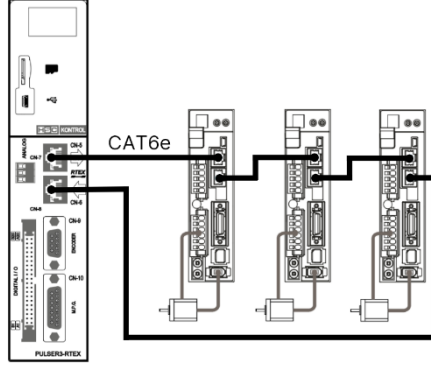 HSC KONTROL
CN-5
CN-7
ANALOG
CAT6e
RTEX
CN-6
CN-8
CN-9
ENCODER
DIGITAL I / O
CN-10
M.P.G.
PULSER3-RTEX